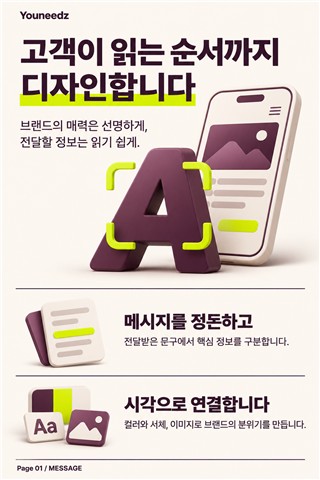 Youneedz
고객이 읽는 순서까지
디자인합니다
브랜드의 매력은 선명하게,
전달할 정보는 읽기 쉽게.
A
메시지를 정돈하고
전달받은 문구에서 핵심 정보를 구분합니다.
Aa
시각으로 연결합니다
컬러와 서체, 이미지로 브랜드의 분위기를 만듭니다.
Page 01 / MESSAGE